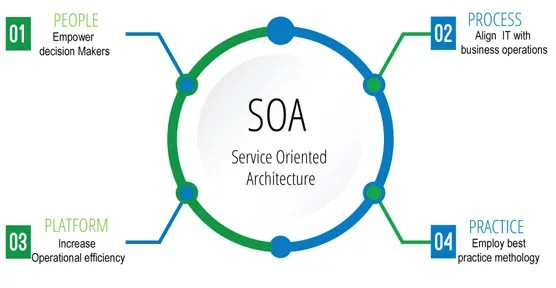 01
PEOPLE
Empower
decision Makers
02
PROCESS
Align IT with
business operations
SOA
Service Oriented
Architecture
03
PLATFORM
Increase
Operational efficiency
04
PRACTICE
Employ best
practice methology